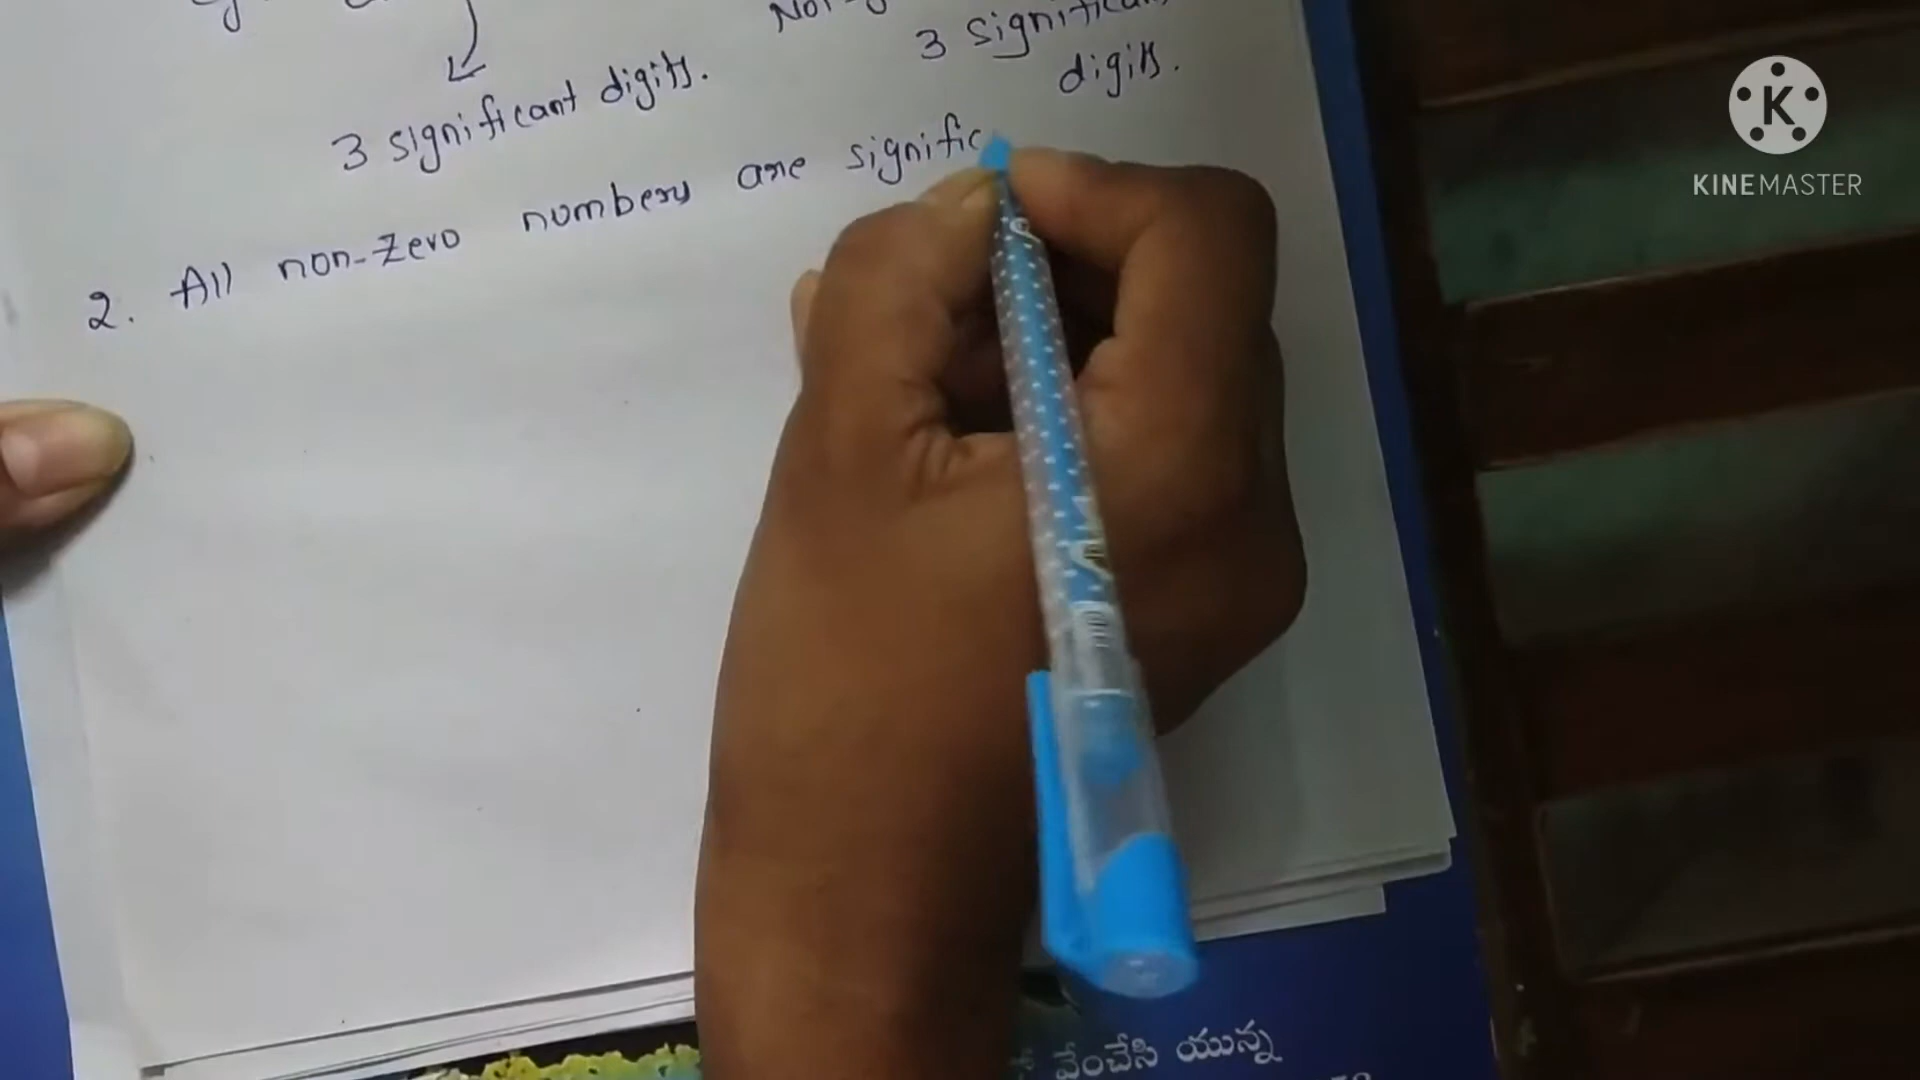 3 significant
digits.
3 significant digits.
2. All non-zero numbers are signific
KINEMASTER
వేంచేసి యున్న